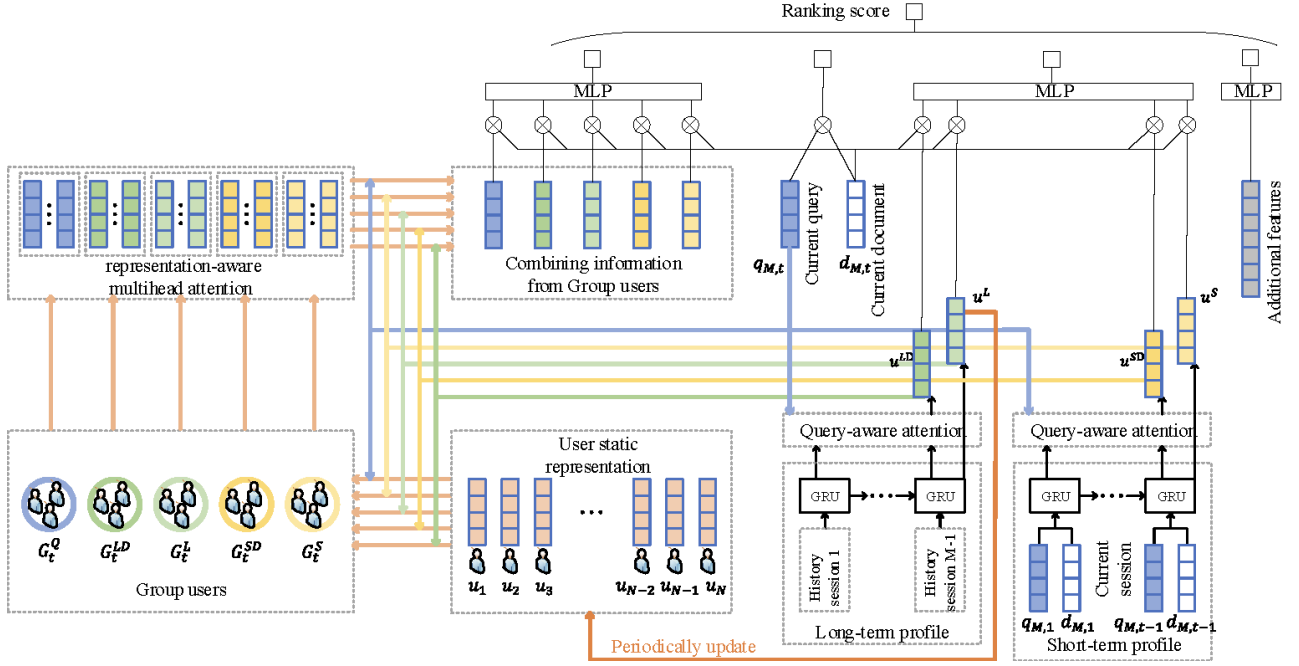 Ranking score
MLP
MLP
MLP
representation-aware
multihead attention
Combining information
from Group users
q_{M,t}
Current query
d_{M,t}
Current document
Additional features
u^L
u^S
u^{LD}
u^{SD}
Query-aware attention
Query-aware attention
User static
representation
...
u_1
u_2
u_3
u_{N-2}
u_{N-1}
u_N
G_t^Q
G_t^{LD}
G_t^L
G_t^{SD}
G_t^S
Group users
GRU
GRU
GRU
GRU
History
session 1
History
session M-1
Long-term profile
Current
session
q_{M,1}
d_{M,1}
q_{M,t-1}
d_{M,t-1}
Short-term profile
Periodically update